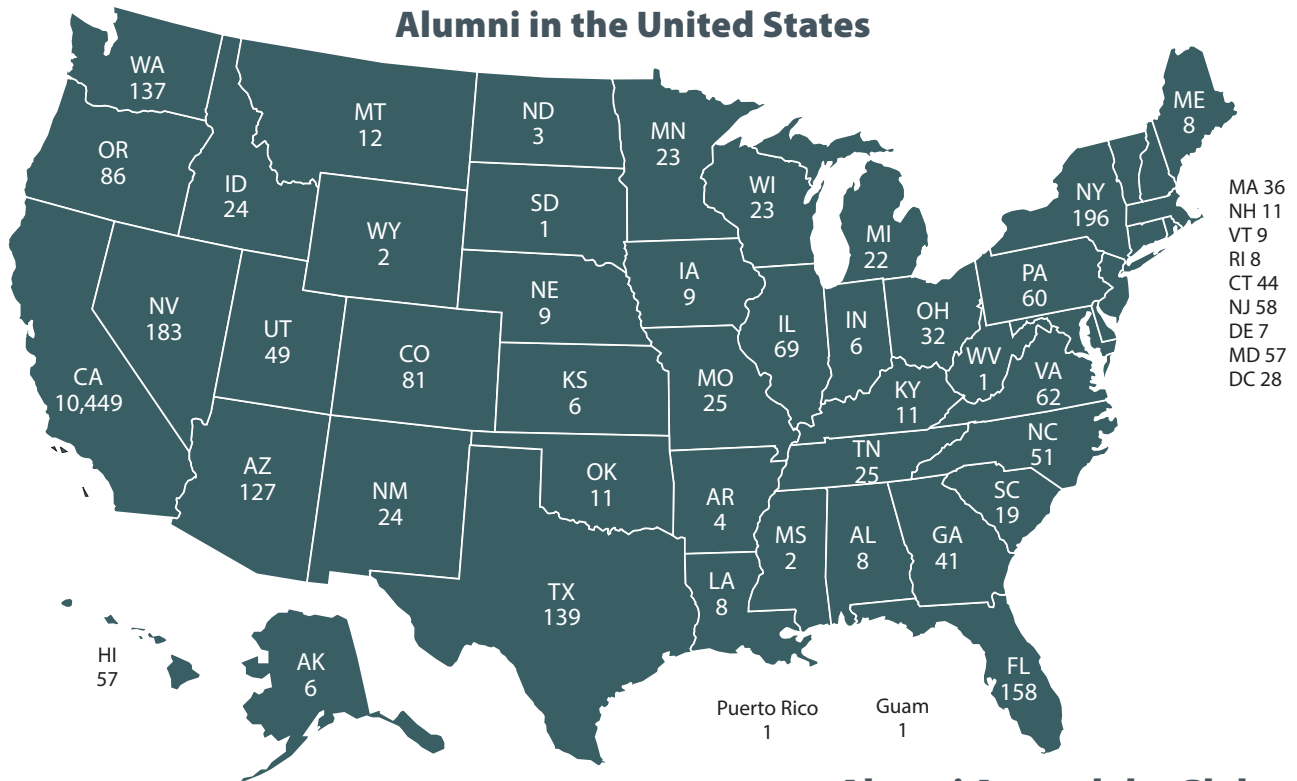 Alumni in the United States
WA
137
OR
86
ID
24
MT
12
ND
3
MN
23
SD
1
WY
2
WI
23
MI
22
NY
196
ME
8
MA 36
NH 11
VT 9
RI 8
CT 44
NJ 58
DE 7
MD 57
DC 28
NV
183
UT
49
CO
81
NE
9
IA
9
IL
69
IN
6
OH
32
PA
60
WV
1
VA
62
CA
10,449
KS
6
MO
25
KY
11
NC
51
TN
25
SC
19
AZ
127
NM
24
OK
11
AR
4
MS
2
AL
8
GA
41
TX
139
LA
8
FL
158
HI
57
AK
6
Puerto Rico
1
Guam
1